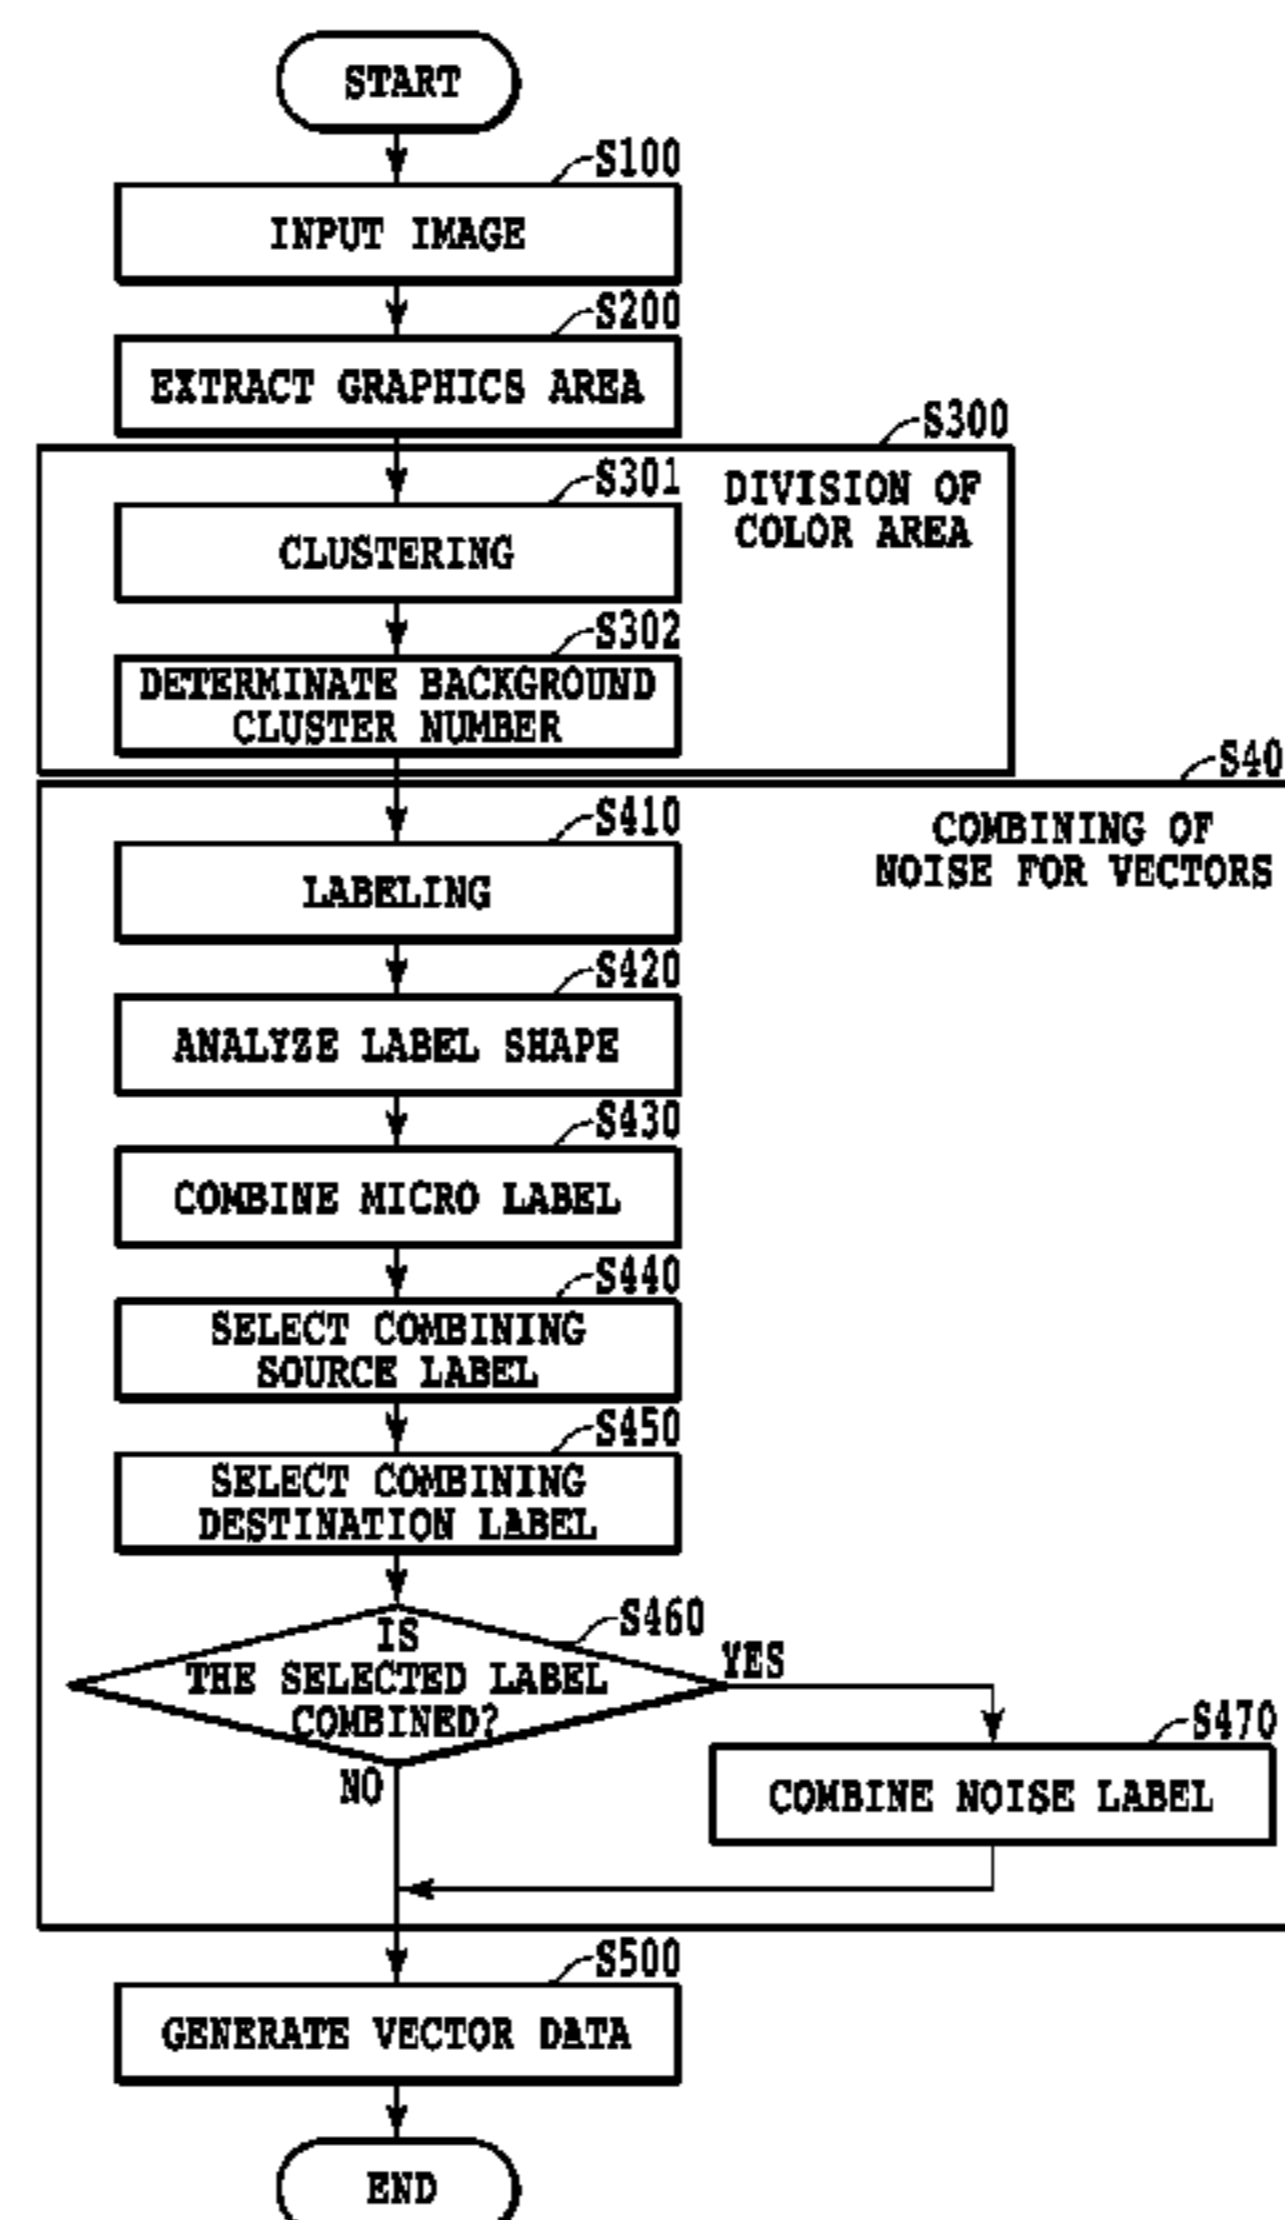 START
S100
INPUT IMAGE
S200
EXTRACT GRAPHICS AREA
S300
DIVISION OF
COLOR AREA
S301
CLUSTERING
S302
DETERMINATE BACKGROUND
CLUSTER NUMBER
S40
COMBINING OF
NOISE FOR VECTORS
S410
LABELING
S420
ANALYZE LABEL SHAPE
S430
COMBINE MICRO LABEL
S440
SELECT COMBINING
SOURCE LABEL
S450
SELECT COMBINING
DESTINATION LABEL
S460
IS
THE SELECTED LABEL
COMBINED?
YES
NO
S470
COMBINE NOISE LABEL
S500
GENERATE VECTOR DATA
END